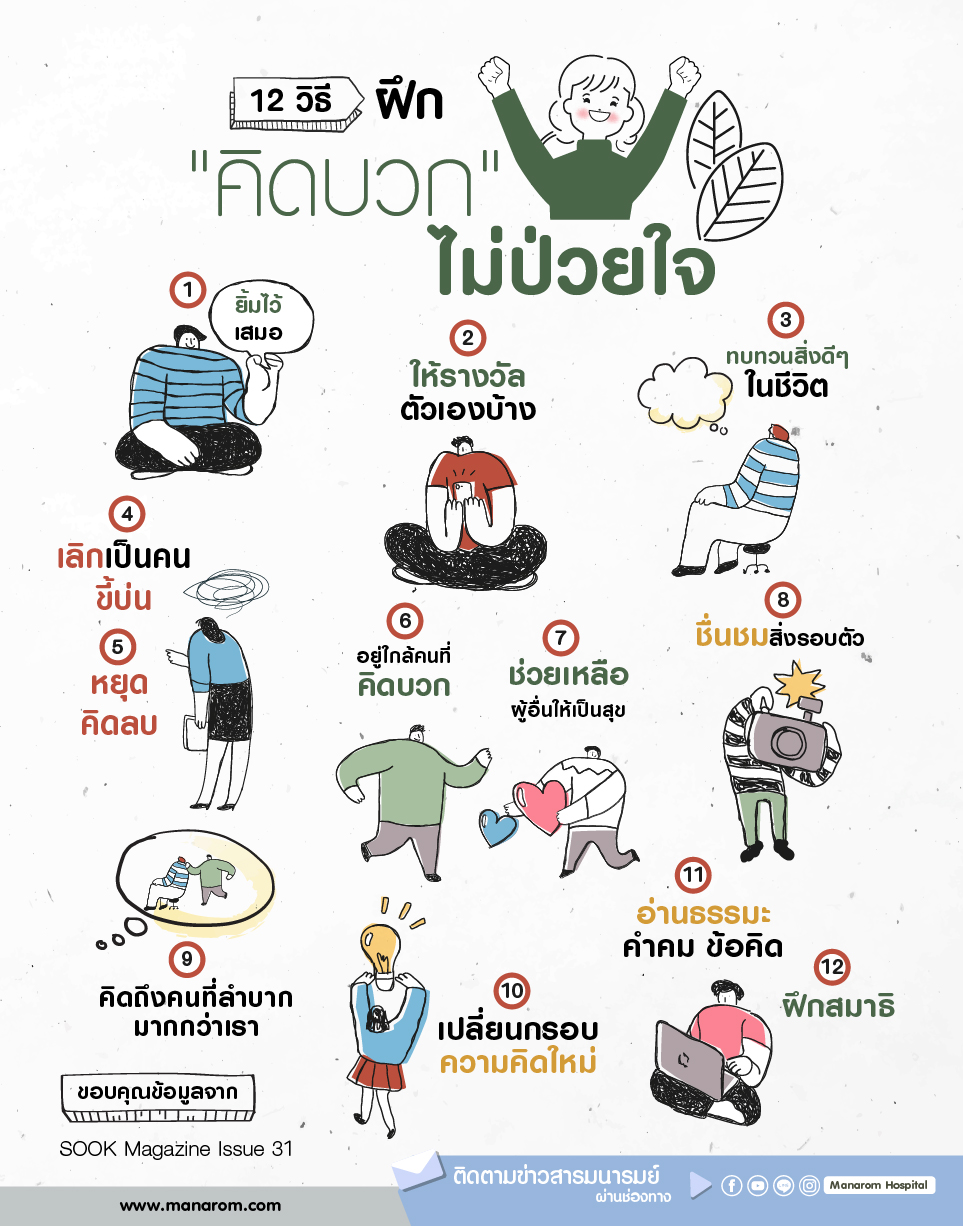 12 วิธี ฝึก
"คิดบวก"
ไม่ป่วยใจ
1
ยิ้มไว้
เสมอ
2
ให้รางวัล
ตัวเองบ้าง
3
ทบทวนสิ่งดีๆ
ในชีวิต
4
เลิกเป็นคน
ขี้บ่น
5
หยุด
คิดลบ
6
อยู่ใกล้คนที่
คิดบวก
7
ช่วยเหลือ
ผู้อื่นให้เป็นสุข
8
ชื่นชมสิ่งรอบตัว
9
คิดถึงคนที่ลำบาก
มากกว่าเรา
10
เปลี่ยนกรอบ
ความคิดใหม่
11
อ่านธรรมะ
คำคม ข้อคิด
12
ฝึกสมาธิ
ขอบคุณข้อมูลจาก
SOOK Magazine Issue 31
www.manarom.com
ติดตามข่าวสารมนารมย์
ผ่านช่องทาง
Manarom Hospital